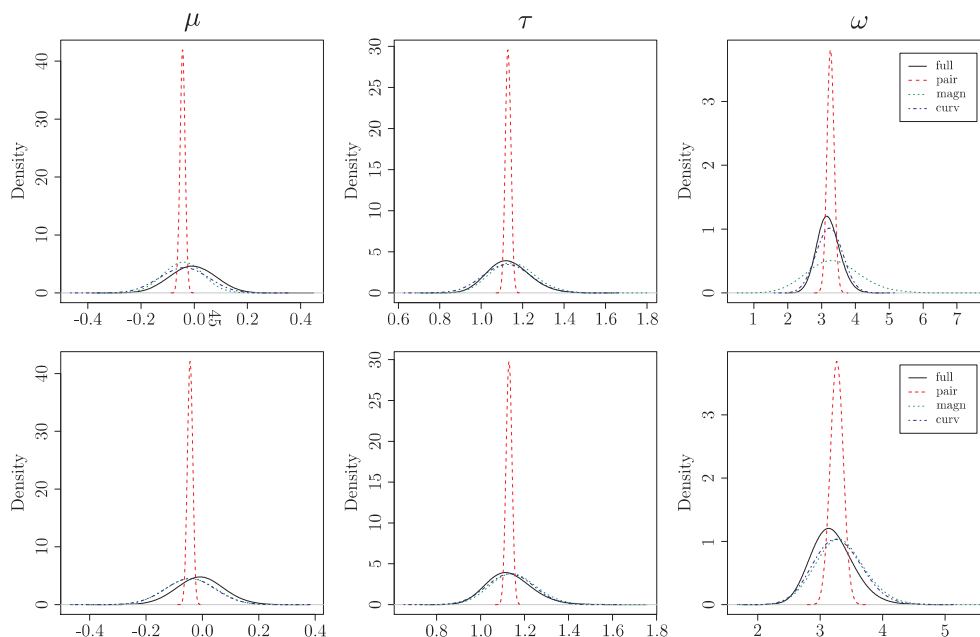 μ τ ω
Density
0 10 20 30 40
-0.4 -0.2 0.0 0.2 0.4
45
Density
0 5 10 15 20 25 30
0.6 0.8 1.0 1.2 1.4 1.6 1.8
Density
0 1 2 3
1 2 3 4 5 6 7
full
pair
magn
curv
Density
0 10 20 30 40
-0.4 -0.2 0.0 0.2 0.4
Density
0 5 10 15 20 25 30
0.8 1.0 1.2 1.4 1.6 1.8
Density
0 1 2 3
2 3 4 5
full
pair
magn
curv